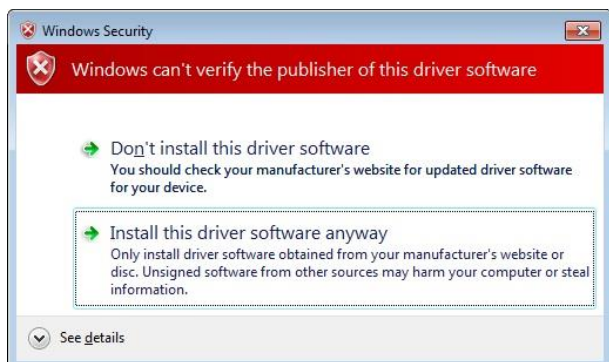 Windows Security
Windows can't verify the publisher of this driver software
Don't install this driver software
You should check your manufacturer's website for updated driver software
for your device.
Install this driver software anyway
Only install driver software obtained from your manufacturer's website or
disc. Unsigned software from other sources may harm your computer or steal
information.
See details